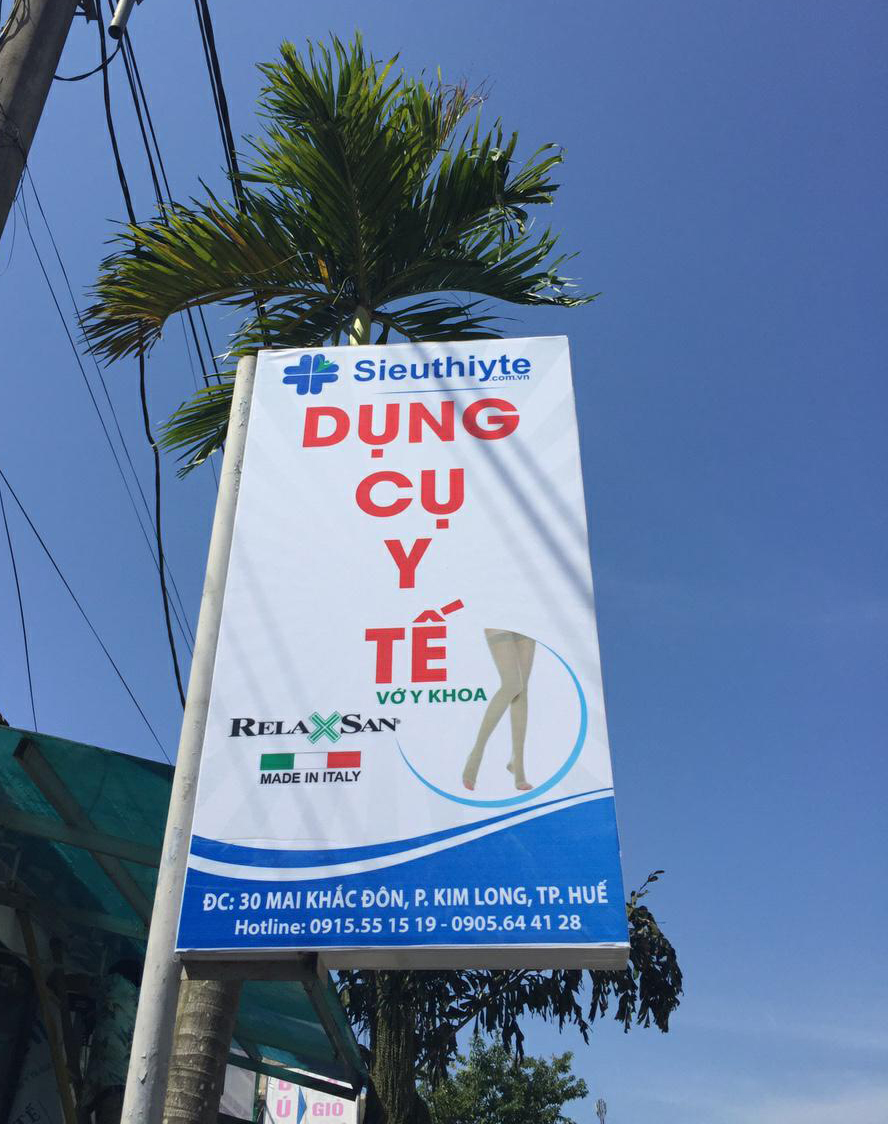 Sieuthiyte
.com.vn
DỤNG
CỤ
Y
TẾ
VỚ Y KHOA
RELAXSAN®
MADE IN ITALY
ĐC: 30 MAI KHẮC ĐÔN, P. KIM LONG, TP. HUẾ
Hotline: 0915.55 15 19 - 0905.64 41 28
Ú GIÒ